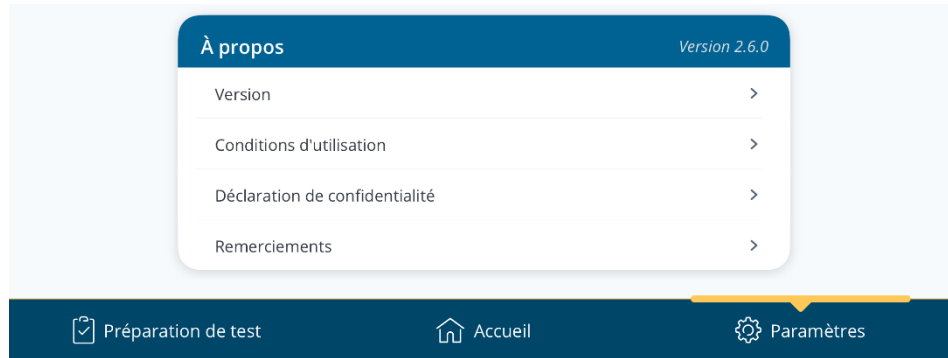 À propos
Version 2.6.0
Version
Conditions d'utilisation
Déclaration de confidentialité
Remerciements
Préparation de test
Accueil
Paramètres